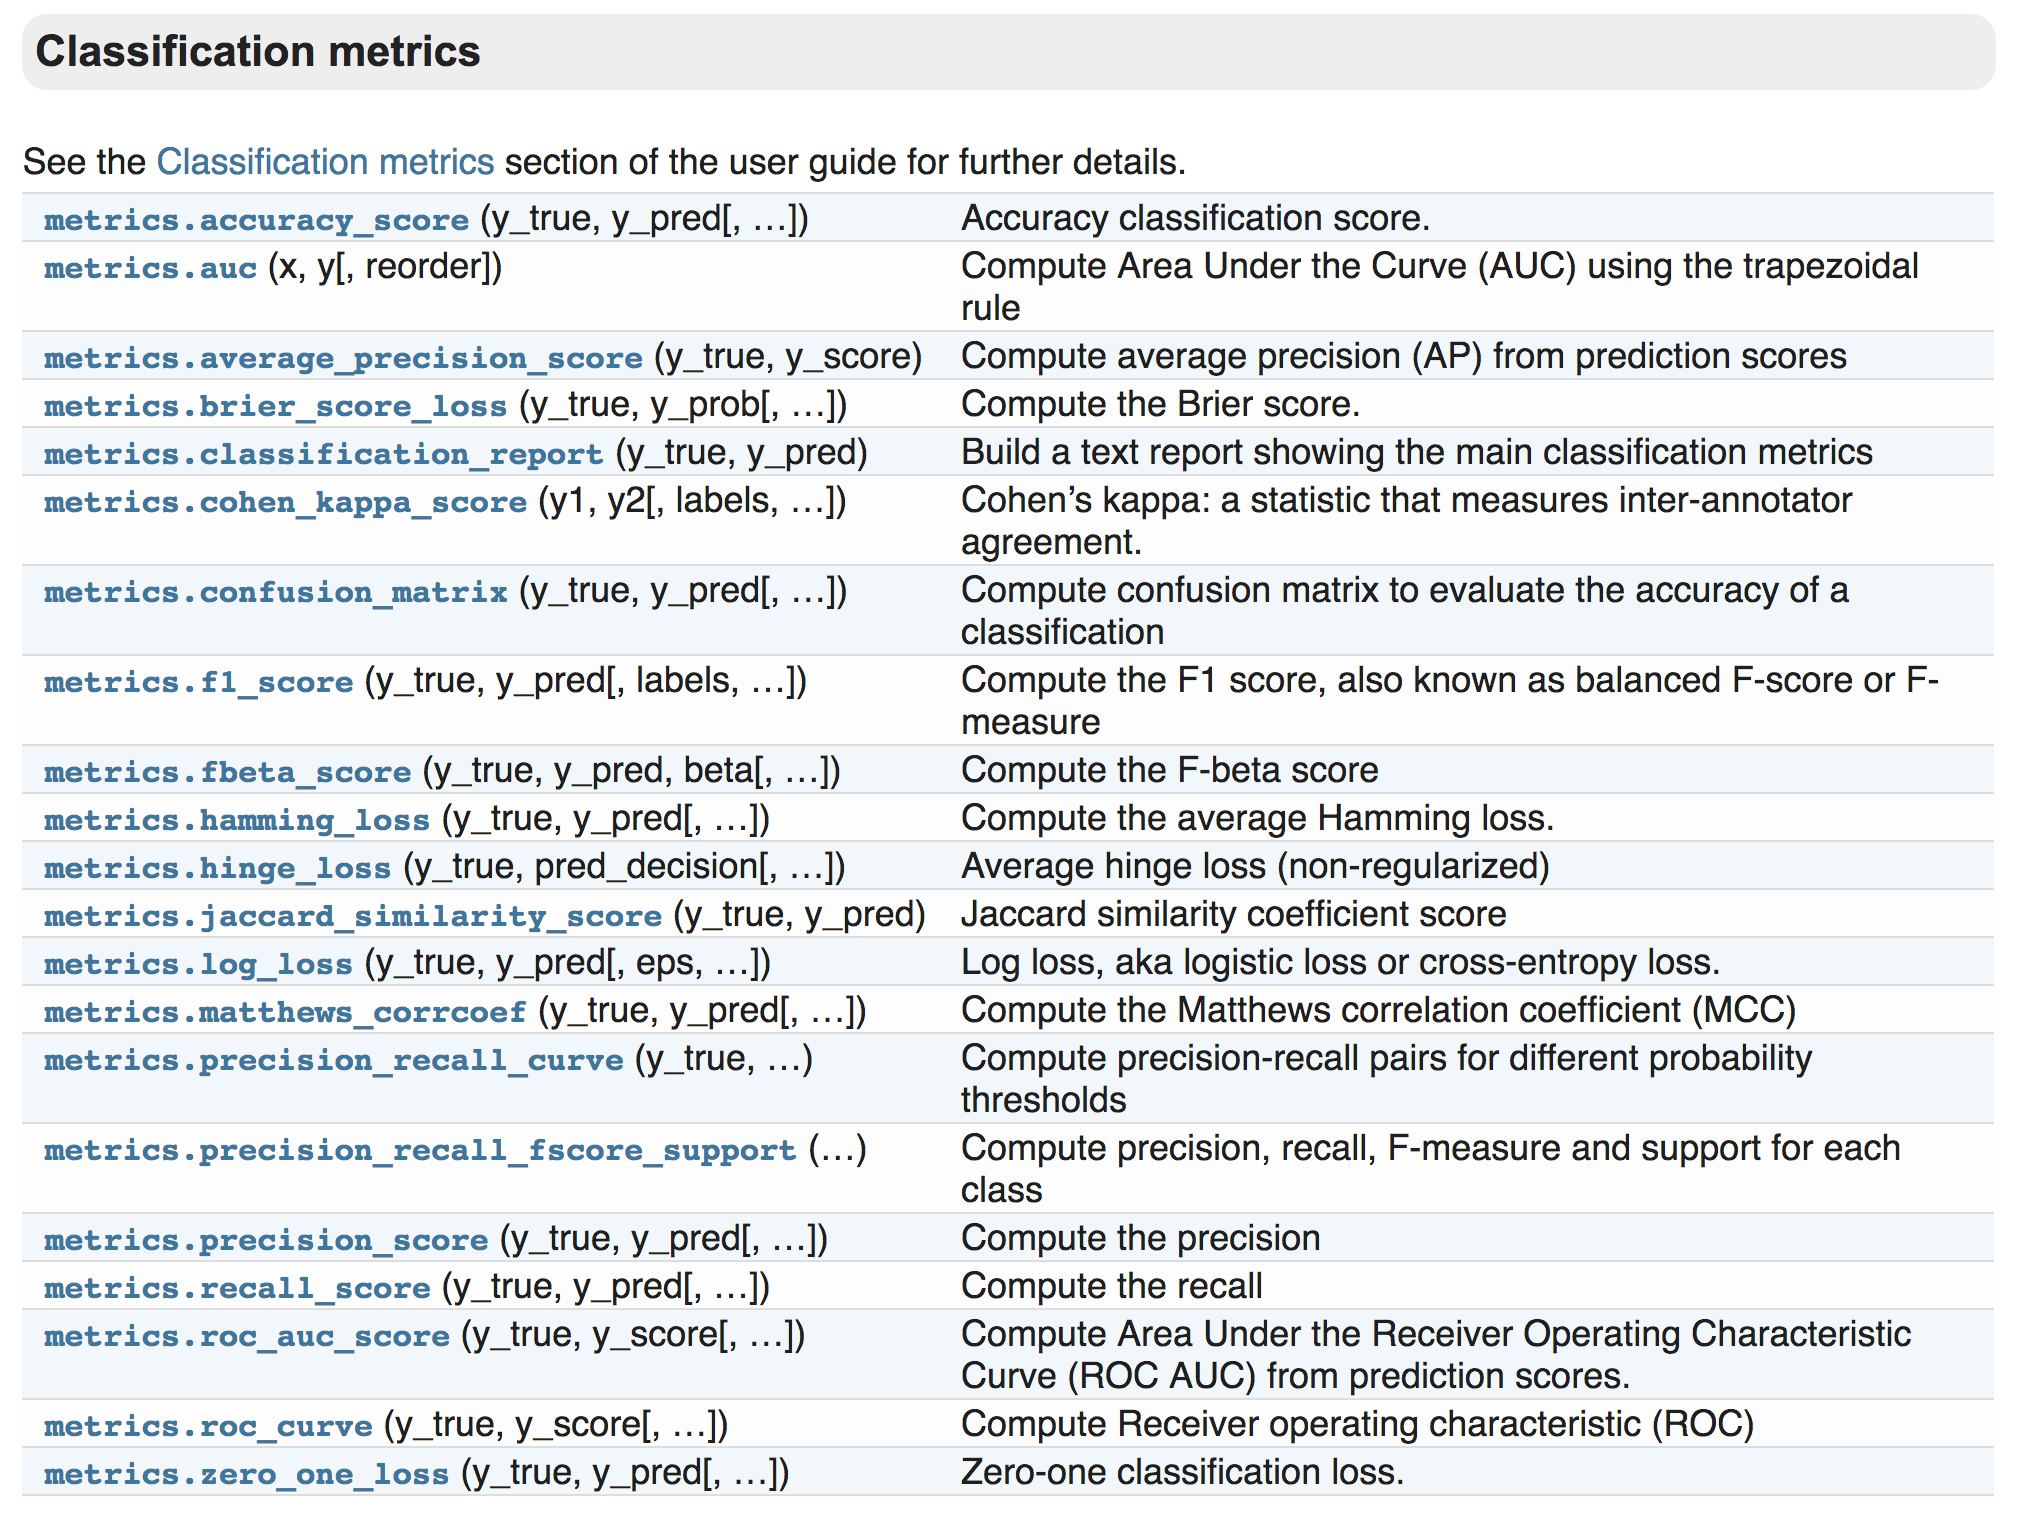 Classification metrics
See the Classification metrics section of the user guide for further details.
metrics.accuracy_score (y_true, y_pred[, …]) Accuracy classification score.
metrics.auc (x, y[, reorder]) Compute Area Under the Curve (AUC) using the trapezoidal
rule
metrics.average_precision_score (y_true, y_score) Compute average precision (AP) from prediction scores
metrics.brier_score_loss (y_true, y_prob[, …]) Compute the Brier score.
metrics.classification_report (y_true, y_pred) Build a text report showing the main classification metrics
metrics.cohen_kappa_score (y1, y2[, labels, …]) Cohen’s kappa: a statistic that measures inter-annotator
agreement.
metrics.confusion_matrix (y_true, y_pred[, …]) Compute confusion matrix to evaluate the accuracy of a
classification
metrics.f1_score (y_true, y_pred[, labels, …]) Compute the F1 score, also known as balanced F-score or F-
measure
metrics.fbeta_score (y_true, y_pred, beta[, …]) Compute the F-beta score
metrics.hamming_loss (y_true, y_pred[, …]) Compute the average Hamming loss.
metrics.hinge_loss (y_true, pred_decision[, …]) Average hinge loss (non-regularized)
metrics.jaccard_similarity_score (y_true, y_pred) Jaccard similarity coefficient score
metrics.log_loss (y_true, y_pred[, eps, …]) Log loss, aka logistic loss or cross-entropy loss.
metrics.matthews_corrcoef (y_true, y_pred[, …]) Compute the Matthews correlation coefficient (MCC)
metrics.precision_recall_curve (y_true, …) Compute precision-recall pairs for different probability
thresholds
metrics.precision_recall_fscore_support (…) Compute precision, recall, F-measure and support for each
class
metrics.precision_score (y_true, y_pred[, …]) Compute the precision
metrics.recall_score (y_true, y_pred[, …]) Compute the recall
metrics.roc_auc_score (y_true, y_score[, …]) Compute Area Under the Receiver Operating Characteristic
Curve (ROC AUC) from prediction scores.
metrics.roc_curve (y_true, y_score[, …]) Compute Receiver operating characteristic (ROC)
metrics.zero_one_loss (y_true, y_pred[, …]) Zero-one classification loss.